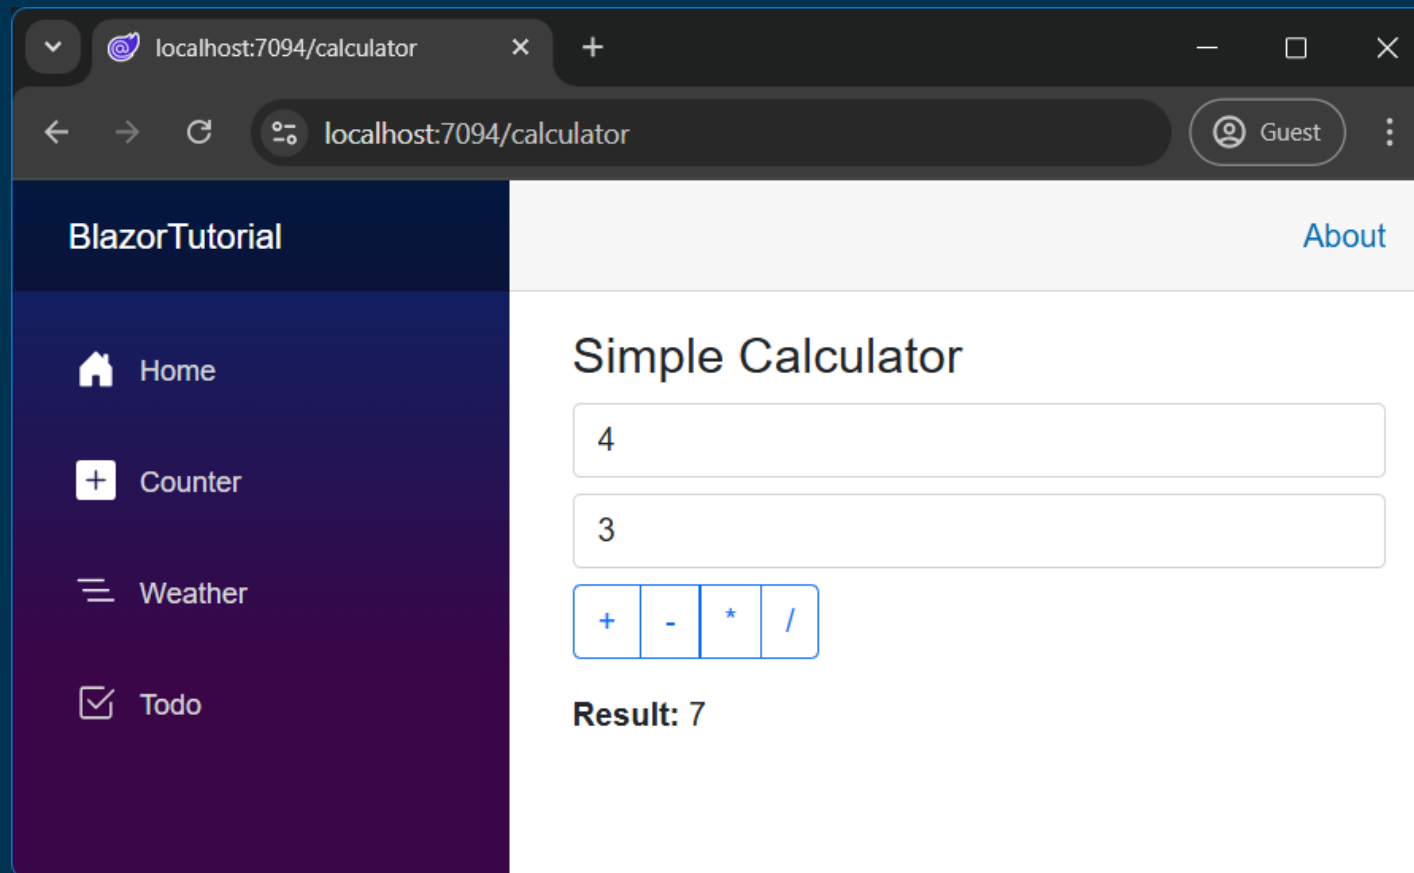 localhost:7094/calculator
localhost:7094/calculator
Guest
BlazorTutorial
About
Home
Counter
Weather
Todo
Simple Calculator
4
3
+ - * /
Result: 7